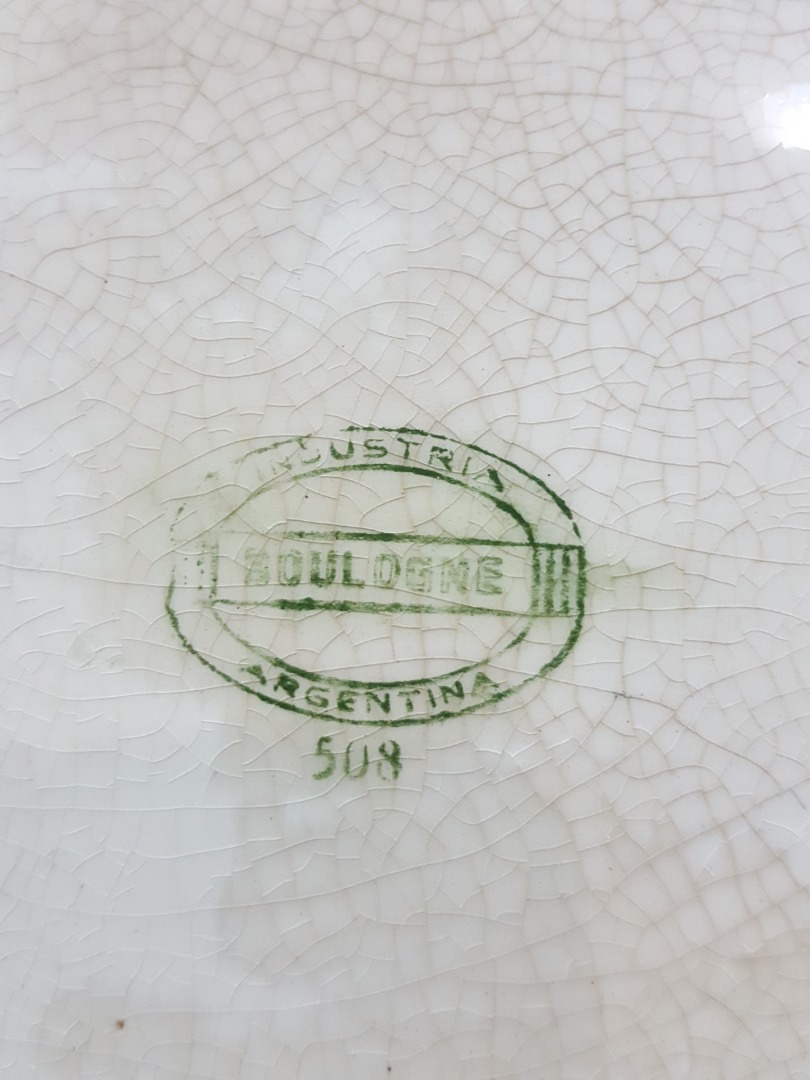 INDUSTRIA
BOULOGNE
ARGENTINA
508